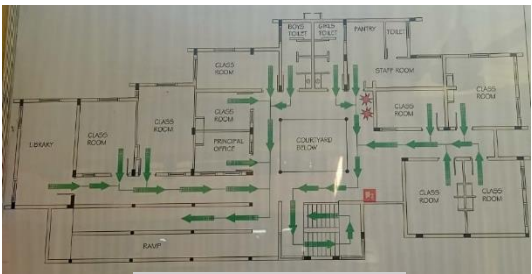 BOYS
TOILET
GIRLS
TOILET
PANTRY
TOILET
CLASS
ROOM
STAFF ROOM
CLASS
ROOM
CLASS
ROOM
CLASS
ROOM
LIBRARY
CLASS
ROOM
CLASS
ROOM
PRINCIPAL
OFFICE
COURTYARD
BELOW
CLASS
ROOM
CLASS
ROOM
RAMP